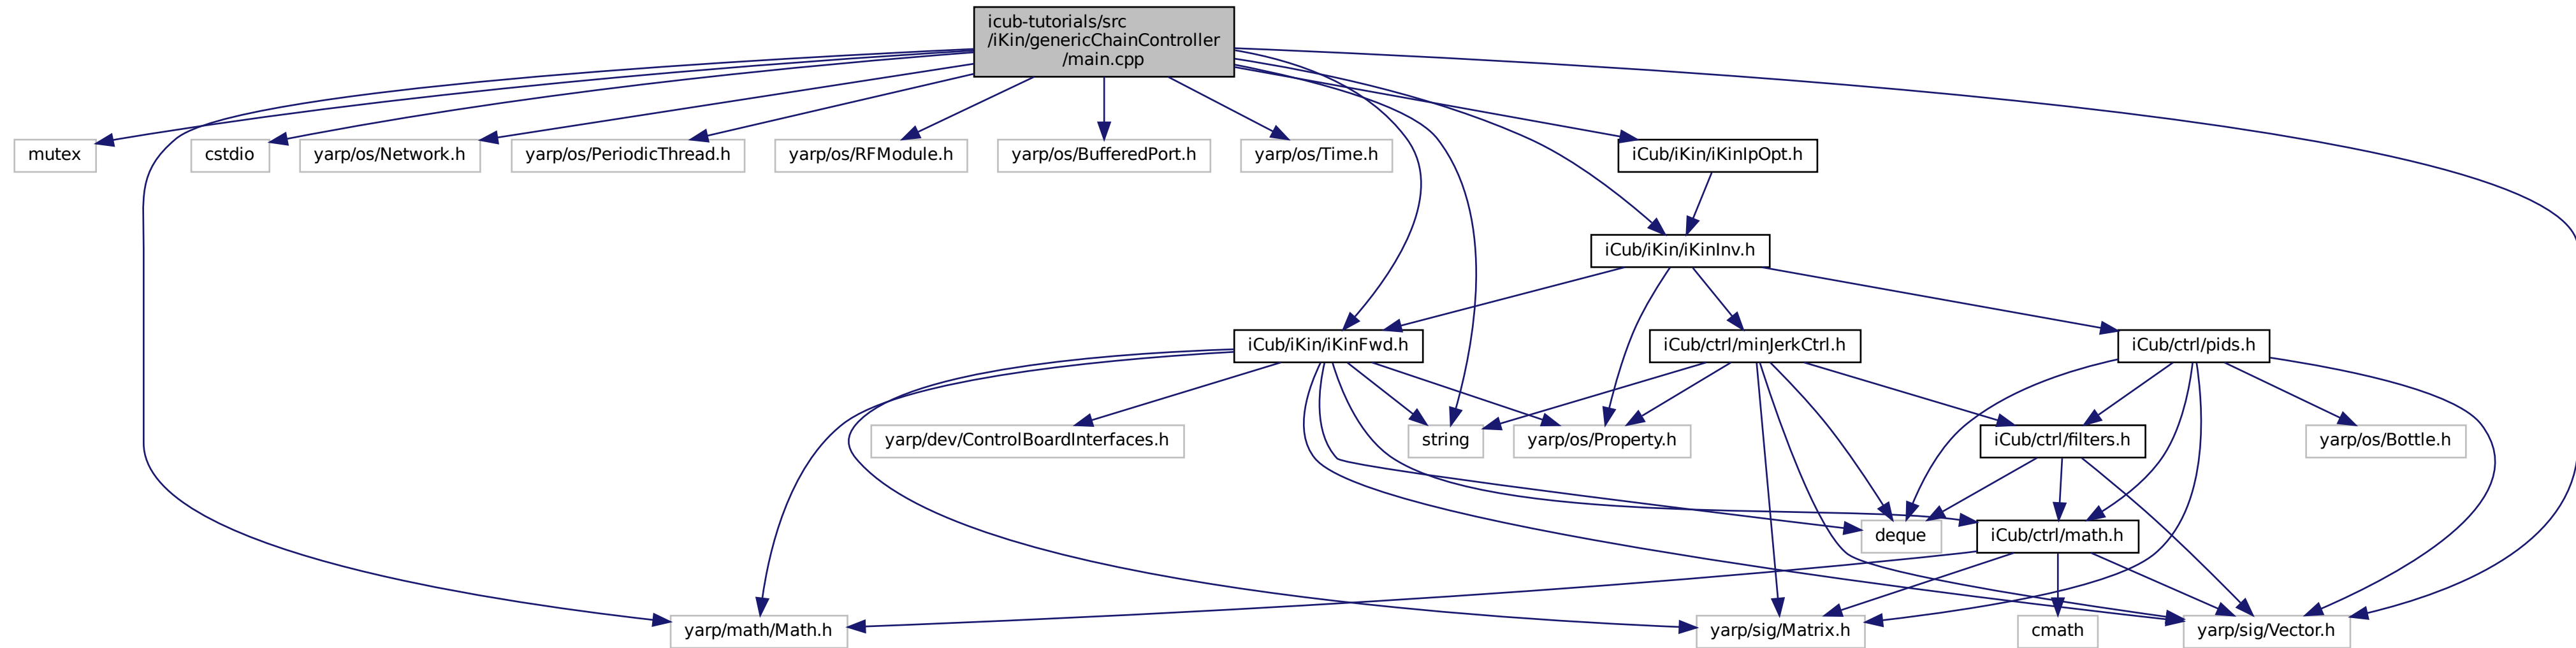 icub-tutorials/src
/iKin/genericChainController
/main.cpp
mutex
cstdio
yarp/os/Network.h
yarp/os/PeriodicThread.h
yarp/os/RFModule.h
yarp/os/BufferedPort.h
yarp/os/Time.h
iCub/iKin/iKinIpOpt.h
iCub/iKin/iKinInv.h
iCub/iKin/iKinFwd.h
iCub/ctrl/minJerkCtrl.h
iCub/ctrl/pids.h
yarp/dev/ControlBoardInterfaces.h
string
yarp/os/Property.h
iCub/ctrl/filters.h
yarp/os/Bottle.h
deque
iCub/ctrl/math.h
yarp/math/Math.h
yarp/sig/Matrix.h
cmath
yarp/sig/Vector.h